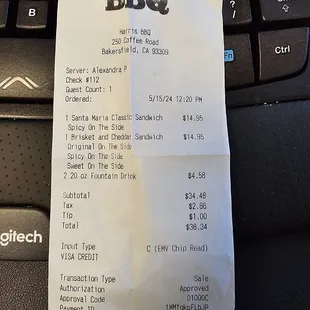 B
?
/
BBQ
Harris BBQ
250 Coffee Road
Bakersfield, CA 93309
Fn
Ctrl
Server: Alexandra P
Check #112
Guest Count: 1
Ordered: 5/15/24 12:20 PM
1 Santa Maria Classic Sandwich $14.95
Spicy On The Side
1 Brisket and Cheddar Sandwich $14.95
Original On The Side
Spicy On The Side
Sweet On The Side
2 20 oz Fountain Drink $4.58
Subtotal $34.48
Tax $2.86
Tip $1.00
Total $38.34
gitech
Input Type C (EMV Chip Read)
VISA CREDIT
Transaction Type Sale
Authorization Approved
Approval Code 01000C
Payment ID